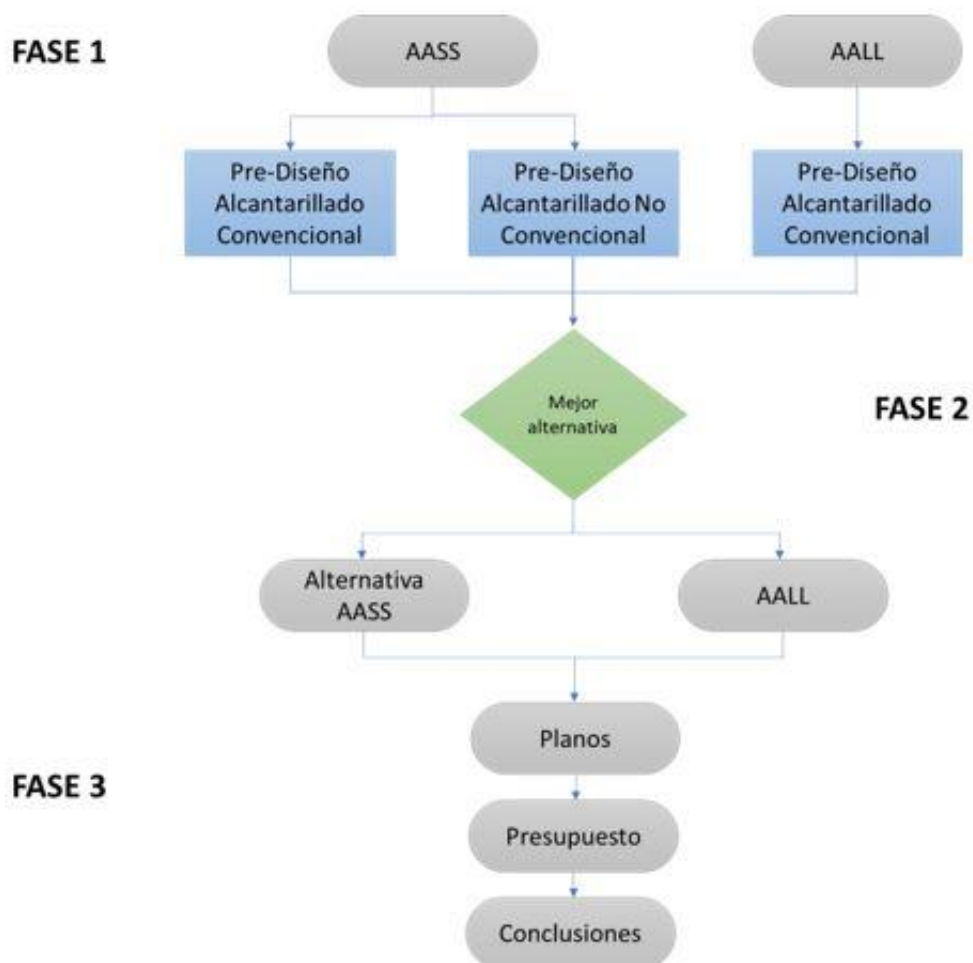 FASE 1
AASS
AALL
Pre-Diseño
Alcantarillado
Convencional
Pre-Diseño
Alcantarillado No
Convencional
Pre-Diseño
Alcantarillado
Convencional
Mejor
alternativa
FASE 2
Alternativa
AASS
AALL
Planos
FASE 3
Presupuesto
Conclusiones